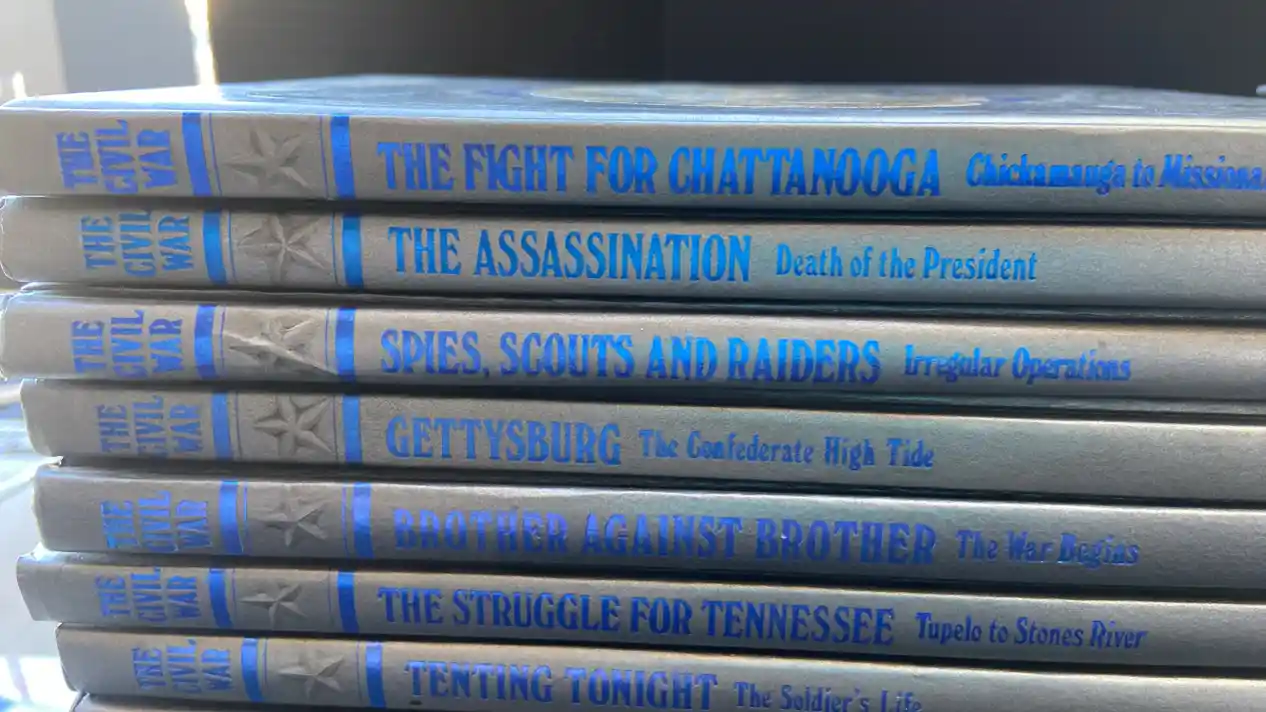 THE CIVIL WAR THE FIGHT FOR CHATTANOOGA Chickamauga to
THE CIVIL WAR THE ASSASSINATION Death of the President
THE CIVIL WAR SPIES, SCOUTS AND RAIDERS Irregular Operations
THE CIVIL WAR GETTYSBURG The Confederate High Tide
THE CIVIL WAR BROTHER AGAINST BROTHER The War Begins
THE CIVIL WAR THE STRUGGLE FOR TENNESSEE Tupelo to Stones River
THE CIVIL WAR TENTING TONIGHT The Soldier's Life